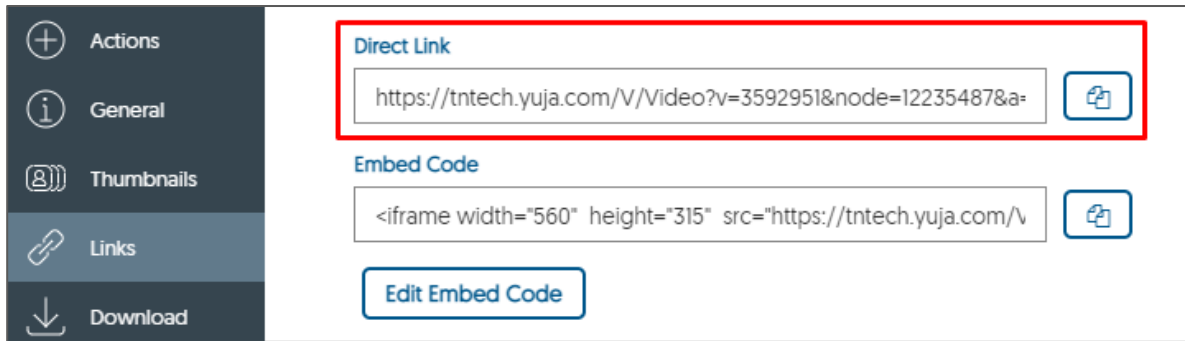 Actions
General
Thumbnails
Links
Download
Direct Link
https://tntech.yuja.com/V/Video?v=3592951&node=12235487&a=
Embed Code
<iframe width="560" height="315" src="https://tntech.yuja.com/V
Edit Embed Code